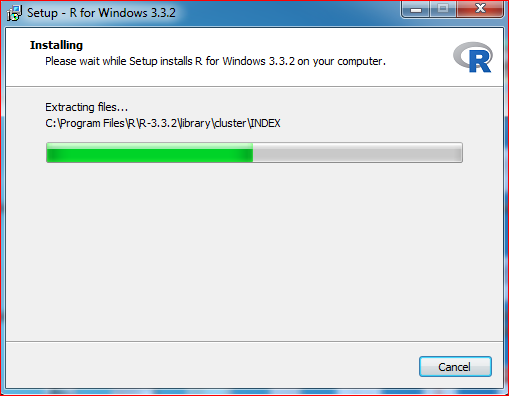 Setup - R for Windows 3.3.2
Installing
Please wait while Setup installs R for Windows 3.3.2 on your computer.
R
Extracting files...
C:\Program Files\R\R-3.3.2\library\cluster\INDEX
Cancel